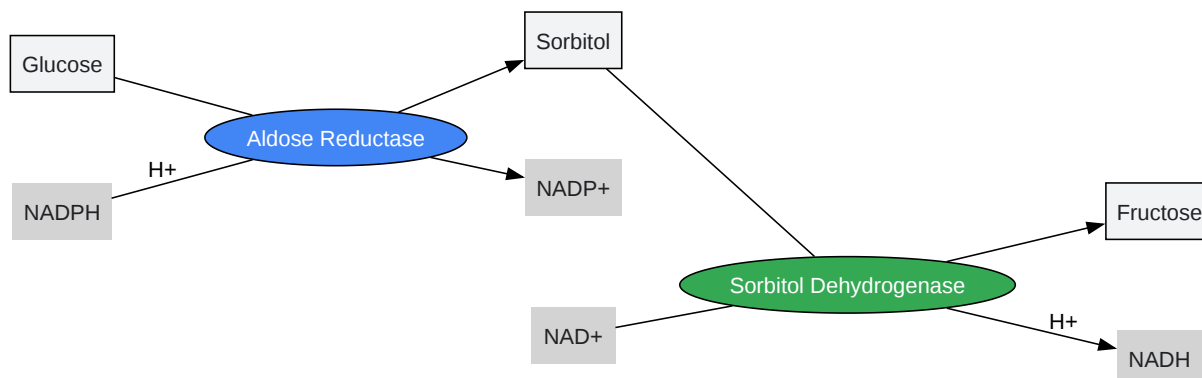 Glucose
Sorbitol
Aldose Reductase
H+
NADPH
NADP+
Fructose
Sorbitol Dehydrogenase
NAD+
H+
NADH